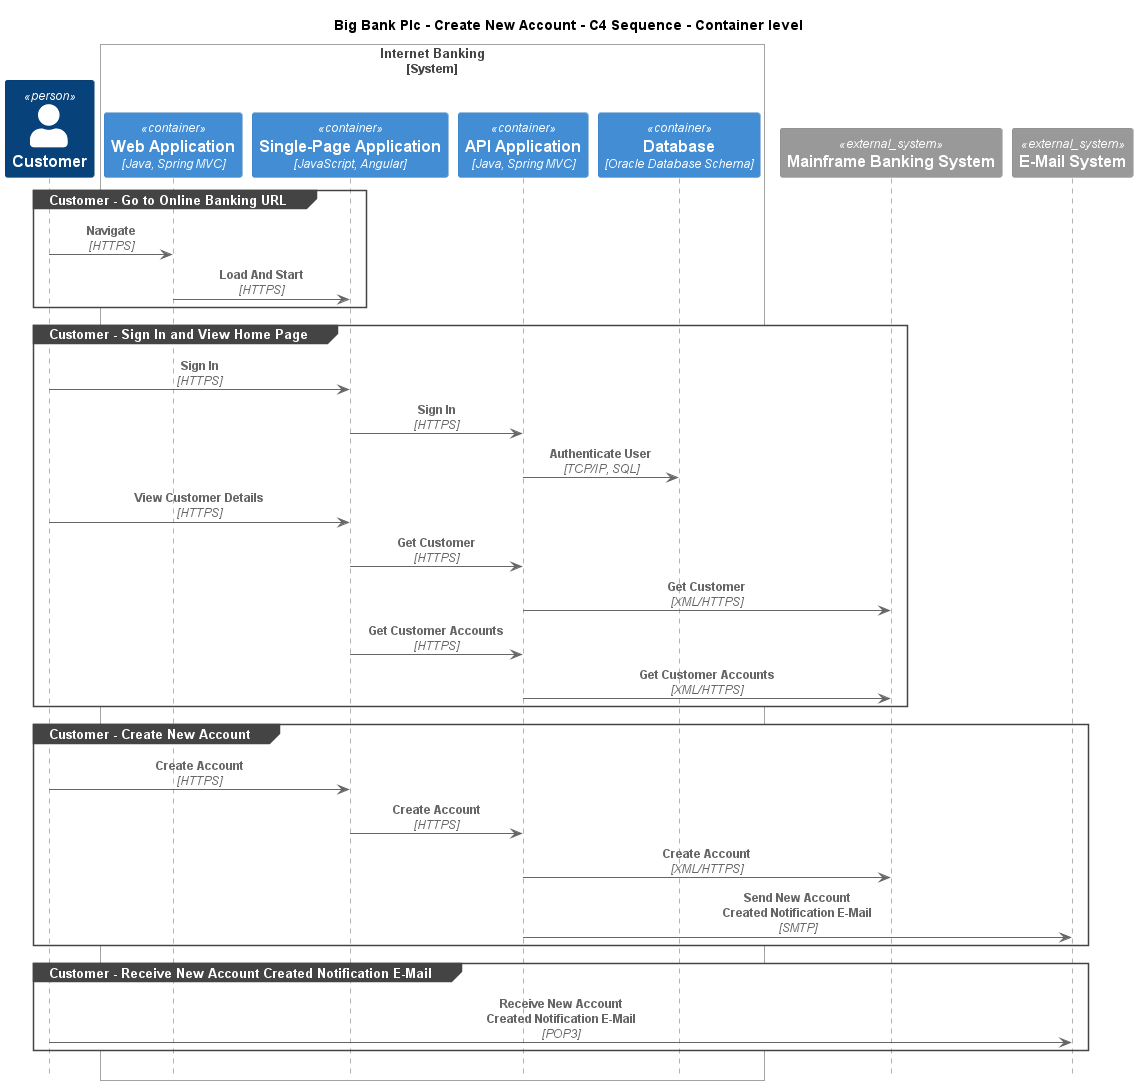 Big Bank Plc - Create New Account - C4 Sequence - Container level
Internet Banking
[System]
«person»
Customer
«container»
Web Application
[Java, Spring MVC]
«container»
Single-Page Application
[JavaScript, Angular]
«container»
API Application
[Java, Spring MVC]
«container»
Database
[Oracle Database Schema]
«external_system»
Mainframe Banking System
«external_system»
E-Mail System
Customer - Go to Online Banking URL
Navigate
[HTTPS]
Load And Start
[HTTPS]
Customer - Sign In and View Home Page
Sign In
[HTTPS]
Sign In
[HTTPS]
Authenticate User
[TCP/IP, SQL]
View Customer Details
[HTTPS]
Get Customer
[HTTPS]
Get Customer
[XML/HTTPS]
Get Customer Accounts
[HTTPS]
Get Customer Accounts
[XML/HTTPS]
Customer - Create New Account
Create Account
[HTTPS]
Create Account
[HTTPS]
Create Account
[XML/HTTPS]
Send New Account
Created Notification E-Mail
[SMTP]
Customer - Receive New Account Created Notification E-Mail
Receive New Account
Created Notification E-Mail
[POP3]